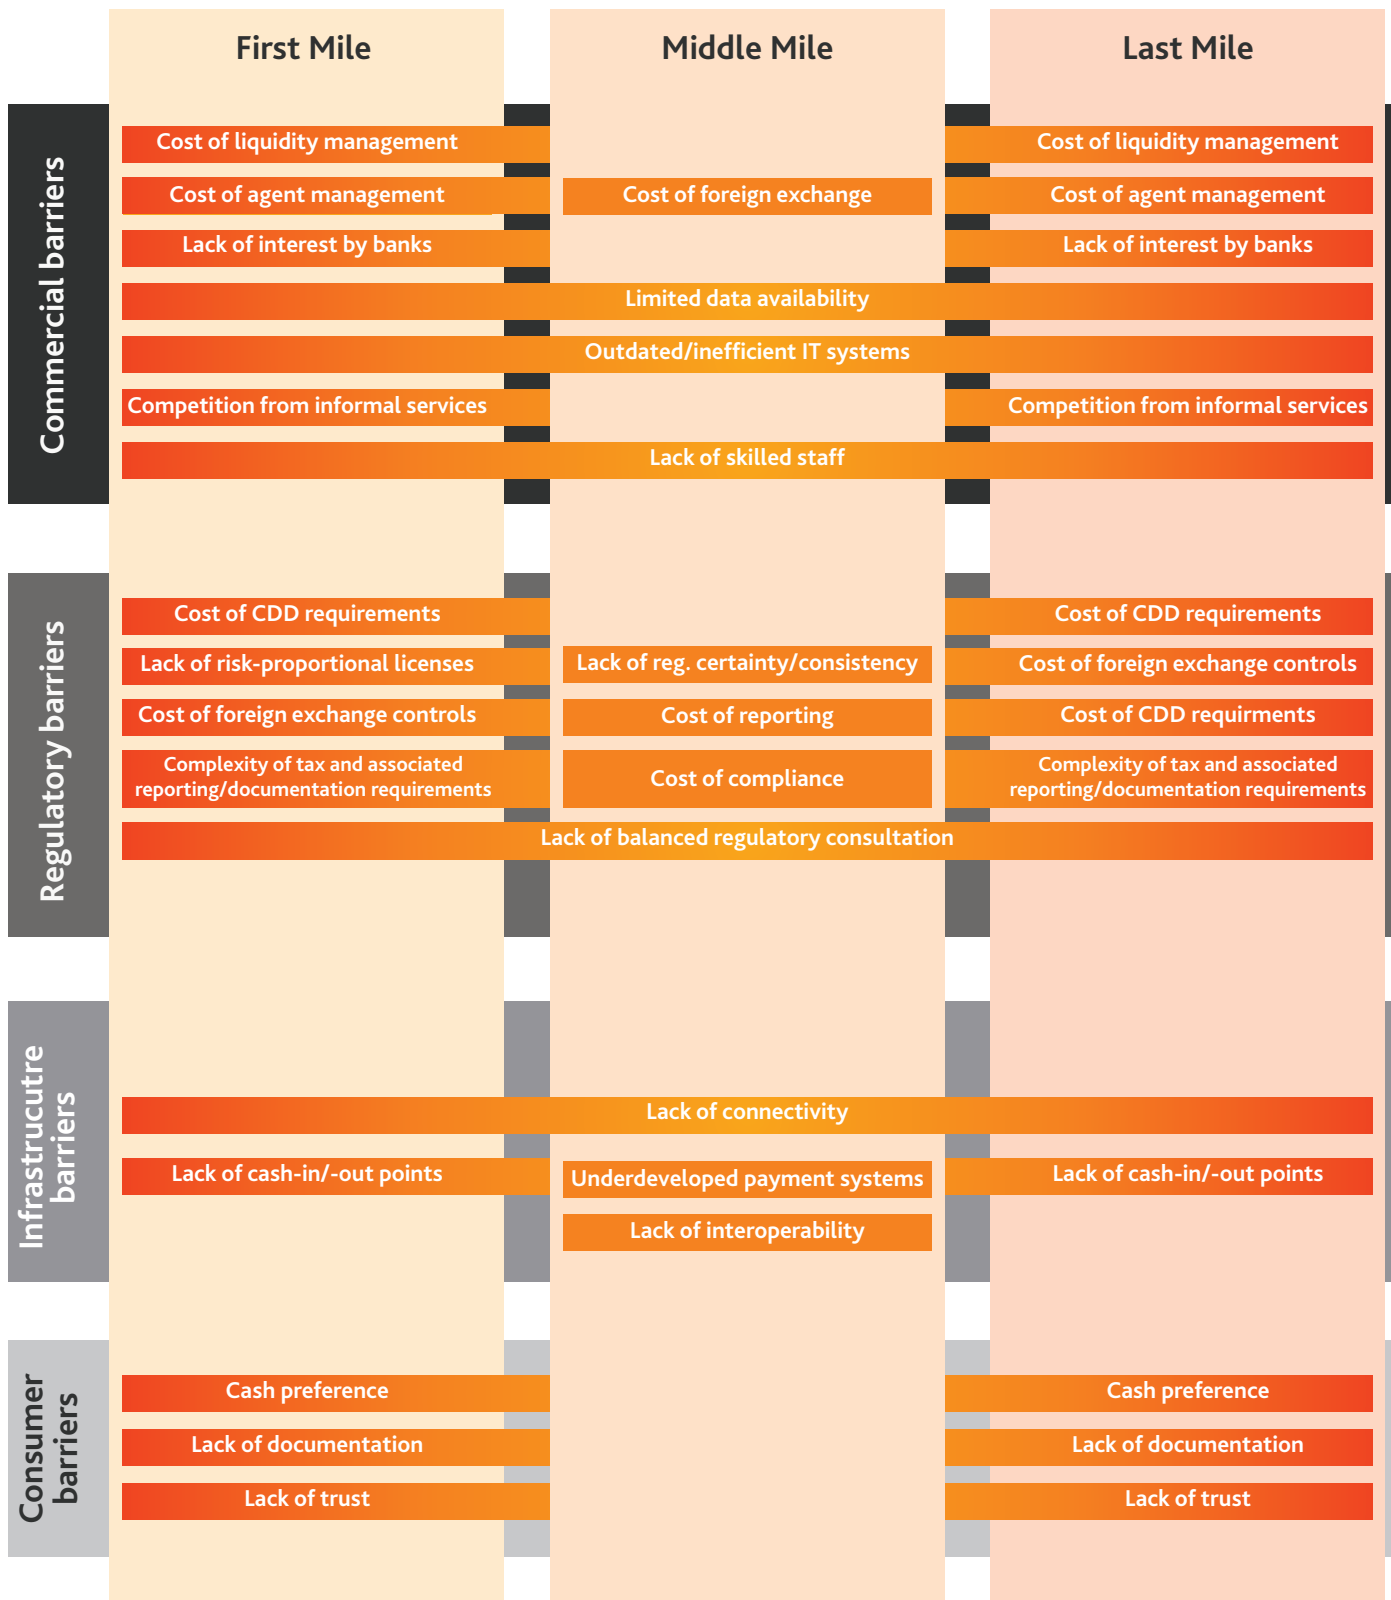 First Mile
Middle Mile
Last Mile
Commercial barriers
Cost of liquidity management
Cost of liquidity management
Cost of agent management
Cost of foreign exchange
Cost of agent management
Lack of interest by banks
Lack of interest by banks
Limited data availability
Outdated/inefficient IT systems
Competition from informal services
Competition from informal services
Lack of skilled staff
Regulatory barriers
Cost of CDD requirements
Cost of CDD requirements
Lack of risk-proportional licenses
Lack of reg. certainty/consistency
Cost of foreign exchange controls
Cost of foreign exchange controls
Cost of reporting
Cost of CDD requirments
Complexity of tax and associated
reporting/documentation requirements
Cost of compliance
Complexity of tax and associated
reporting/documentation requirements
Lack of balanced regulatory consultation
Infrastrucutre
barriers
Lack of connectivity
Lack of cash-in/-out points
Underdeveloped payment systems
Lack of cash-in/-out points
Lack of interoperability
Consumer
barriers
Cash preference
Cash preference
Lack of documentation
Lack of documentation
Lack of trust
Lack of trust